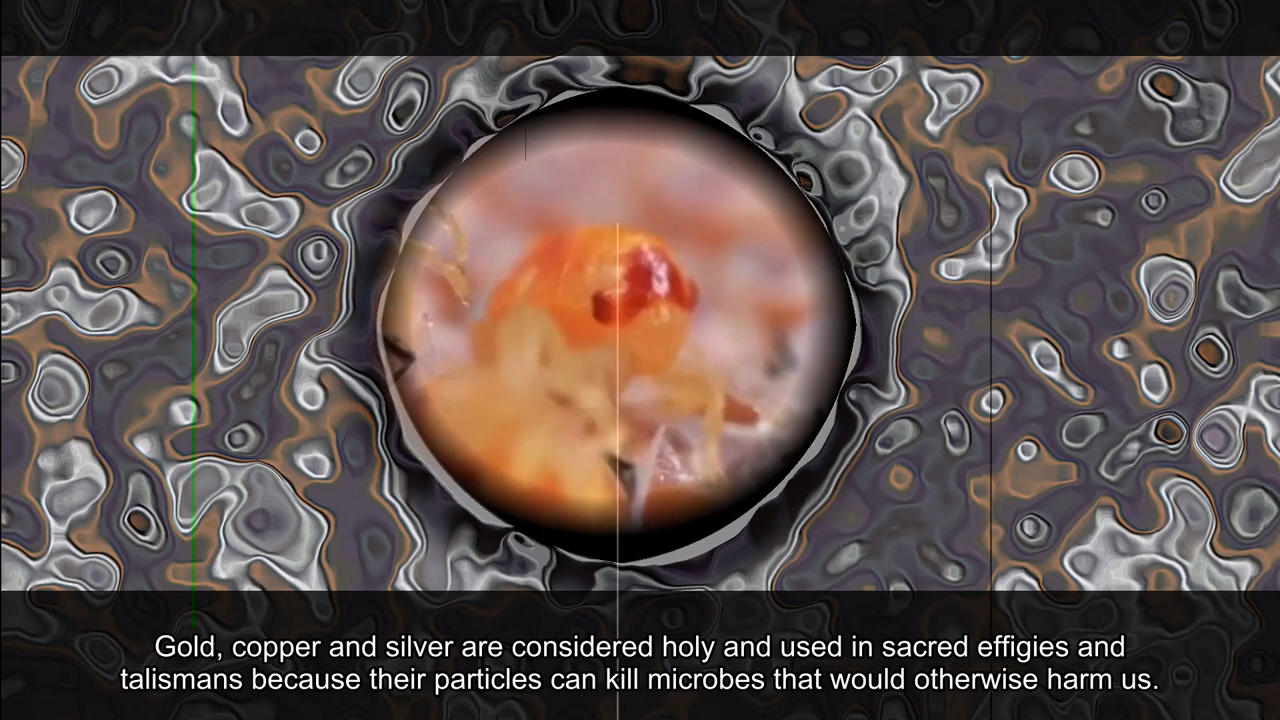 Gold, copper and silver are considered holy and used in sacred effigies and
talismans because their particles can kill microbes that would otherwise harm us.